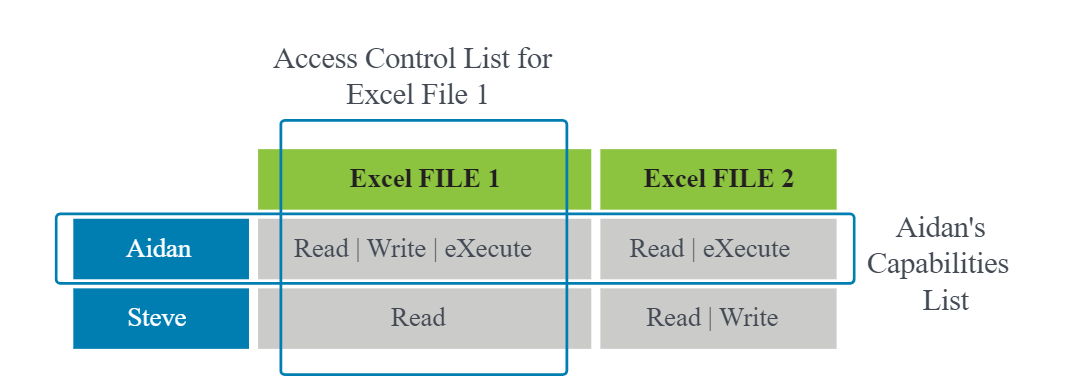 Access Control List for
Excel File 1
Excel FILE 1
Excel FILE 2
Aidan
Read | Write | eXecute
Read | eXecute
Aidan's
Capabilities
List
Steve
Read
Read | Write